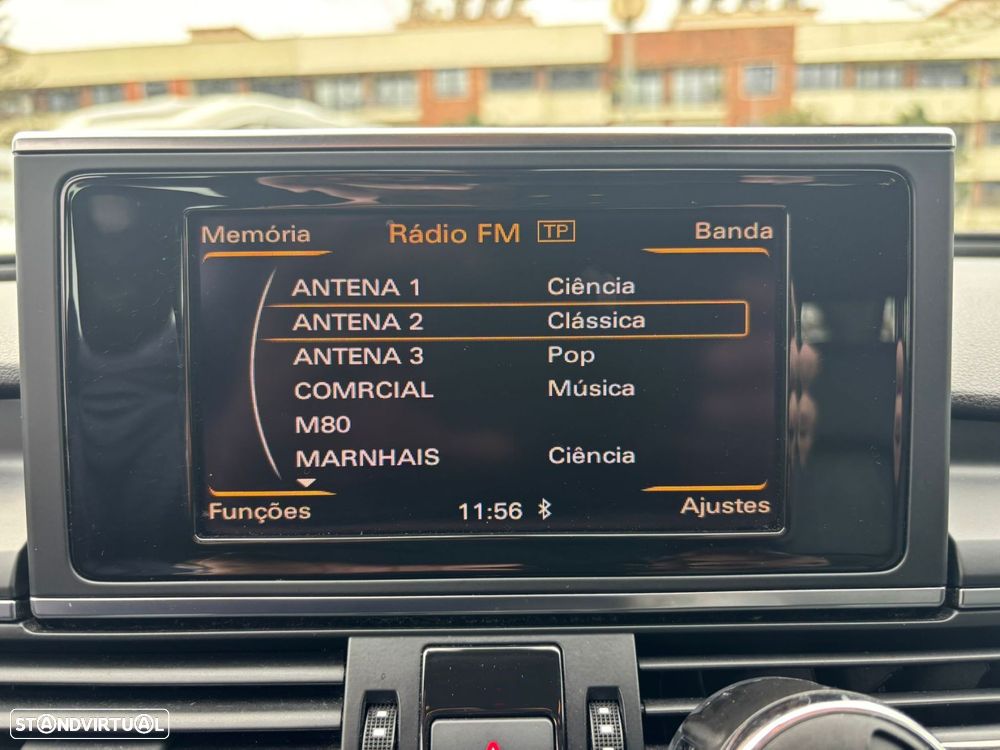 Memória Rádio FM TP Banda
ANTENA 1 Ciência
ANTENA 2 Clássica
ANTENA 3 Pop
COMRCIAL Música
M80
MARNHAIS Ciência
Funções 11:56 Ajustes
STANDVIRTUAL